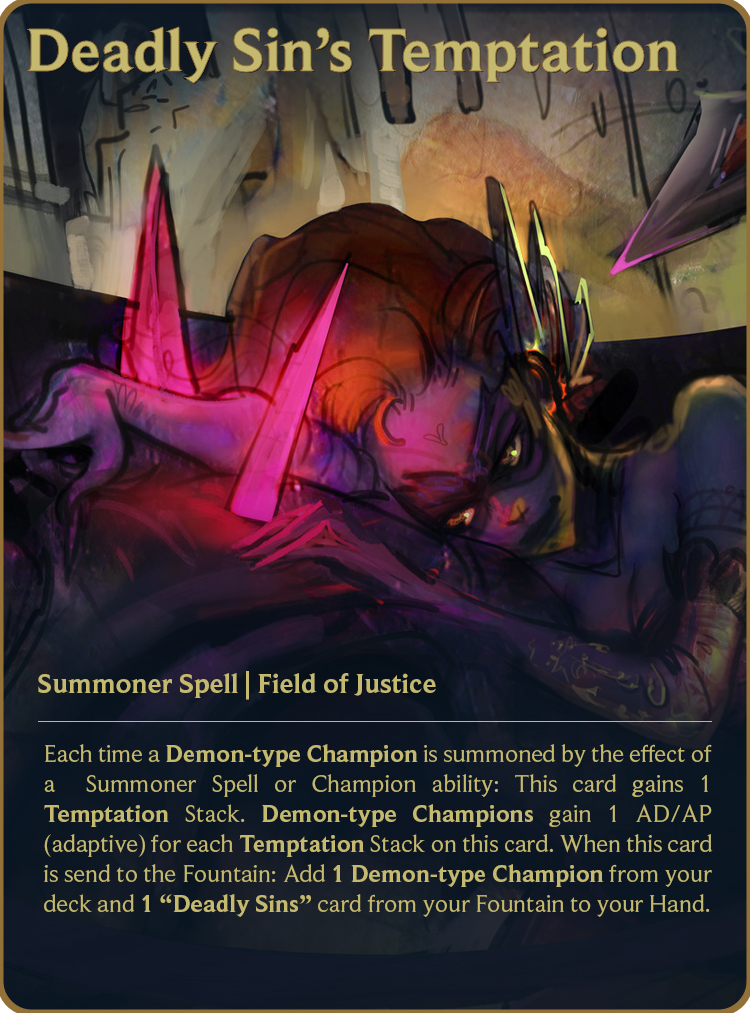 Deadly Sin’s Temptation
Summoner Spell | Field of Justice
Each time a Demon-type Champion is summoned by the effect of
a Summoner Spell or Champion ability: This card gains 1
Temptation Stack. Demon-type Champions gain 1 AD/AP
(adaptive) for each Temptation Stack on this card. When this card
is send to the Fountain: Add 1 Demon-type Champion from your
deck and 1 “Deadly Sins” card from your Fountain to your Hand.